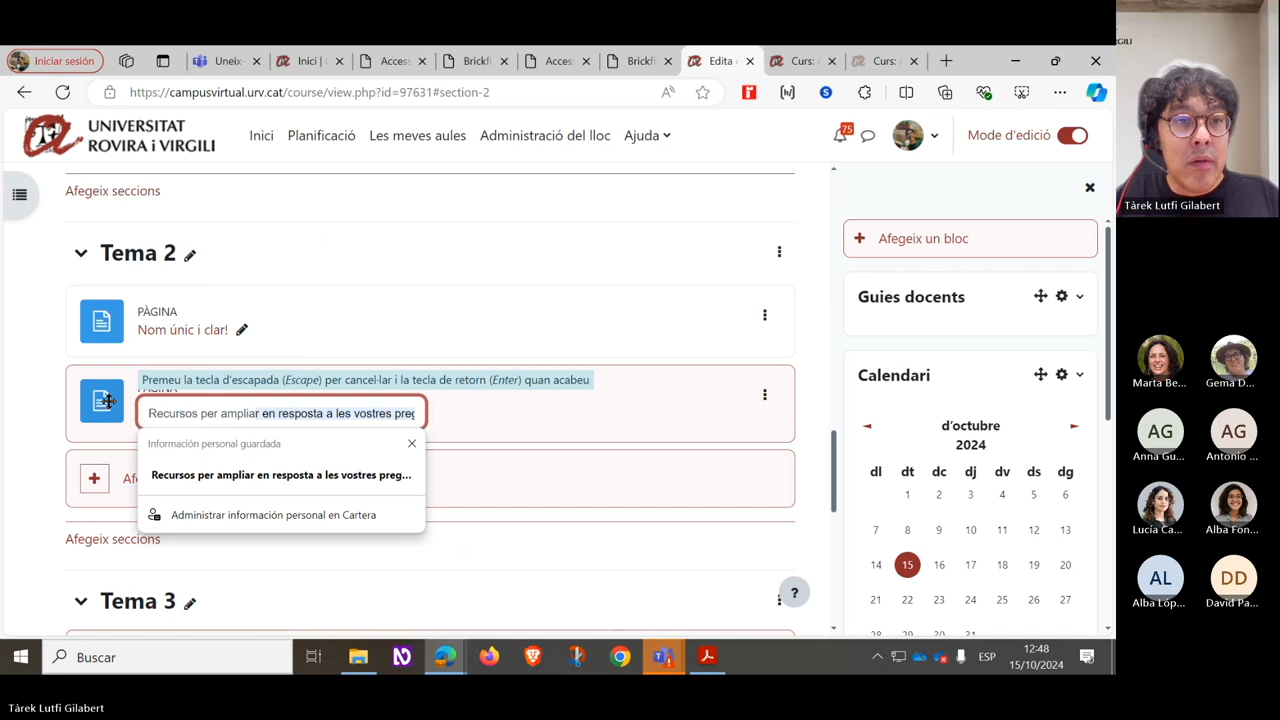 Iniciar sesión
Uneix
Inici | (
Acces
Brickfi
Acces
Brickfi
Edita
Curs: /
Curs: /
https://campusvirtual.urv.cat/course/view.php?id=97631#section-2
UNIVERSITAT
ROVIRA i VIRGILI
Inici
Planificació
Les meves aules
Administració del lloc
Ajuda
75
Mode d'edició
Afegeix seccions
Tema 2
PÀGINA
Nom únic i clar!
Premeu la tecla d'escapada (Escape) per cancel·lar i la tecla de retorn (Enter) quan acabeu
PÀGINA
Recursos per ampliar en resposta a les vostres preg
Información personal guardada
Recursos per ampliar en resposta a les vostres preg...
Administrar información personal en Cartera
Afe
Afegeix seccions
Tema 3
?
Afegeix un bloc
Guies docents
Calendari
d'octubre
2024
dl dt dc dj dv ds dg
1 2 3 4 5 6
7 8 9 10 11 12 13
14 15 16 17 18 19 20
21 22 23 24 25 26 27
28 29 30 31
Buscar
ESP
12:48
15/10/2024
VIRGILI
Tàrek Lutfi Gilabert
Marta Be...
Gema D...
AG
AG
Anna Gu...
Antonio ...
Lucía Ca...
Alba Fon...
AL
DD
Alba Lóp...
David Pa...
Tàrek Lutfi Gilabert